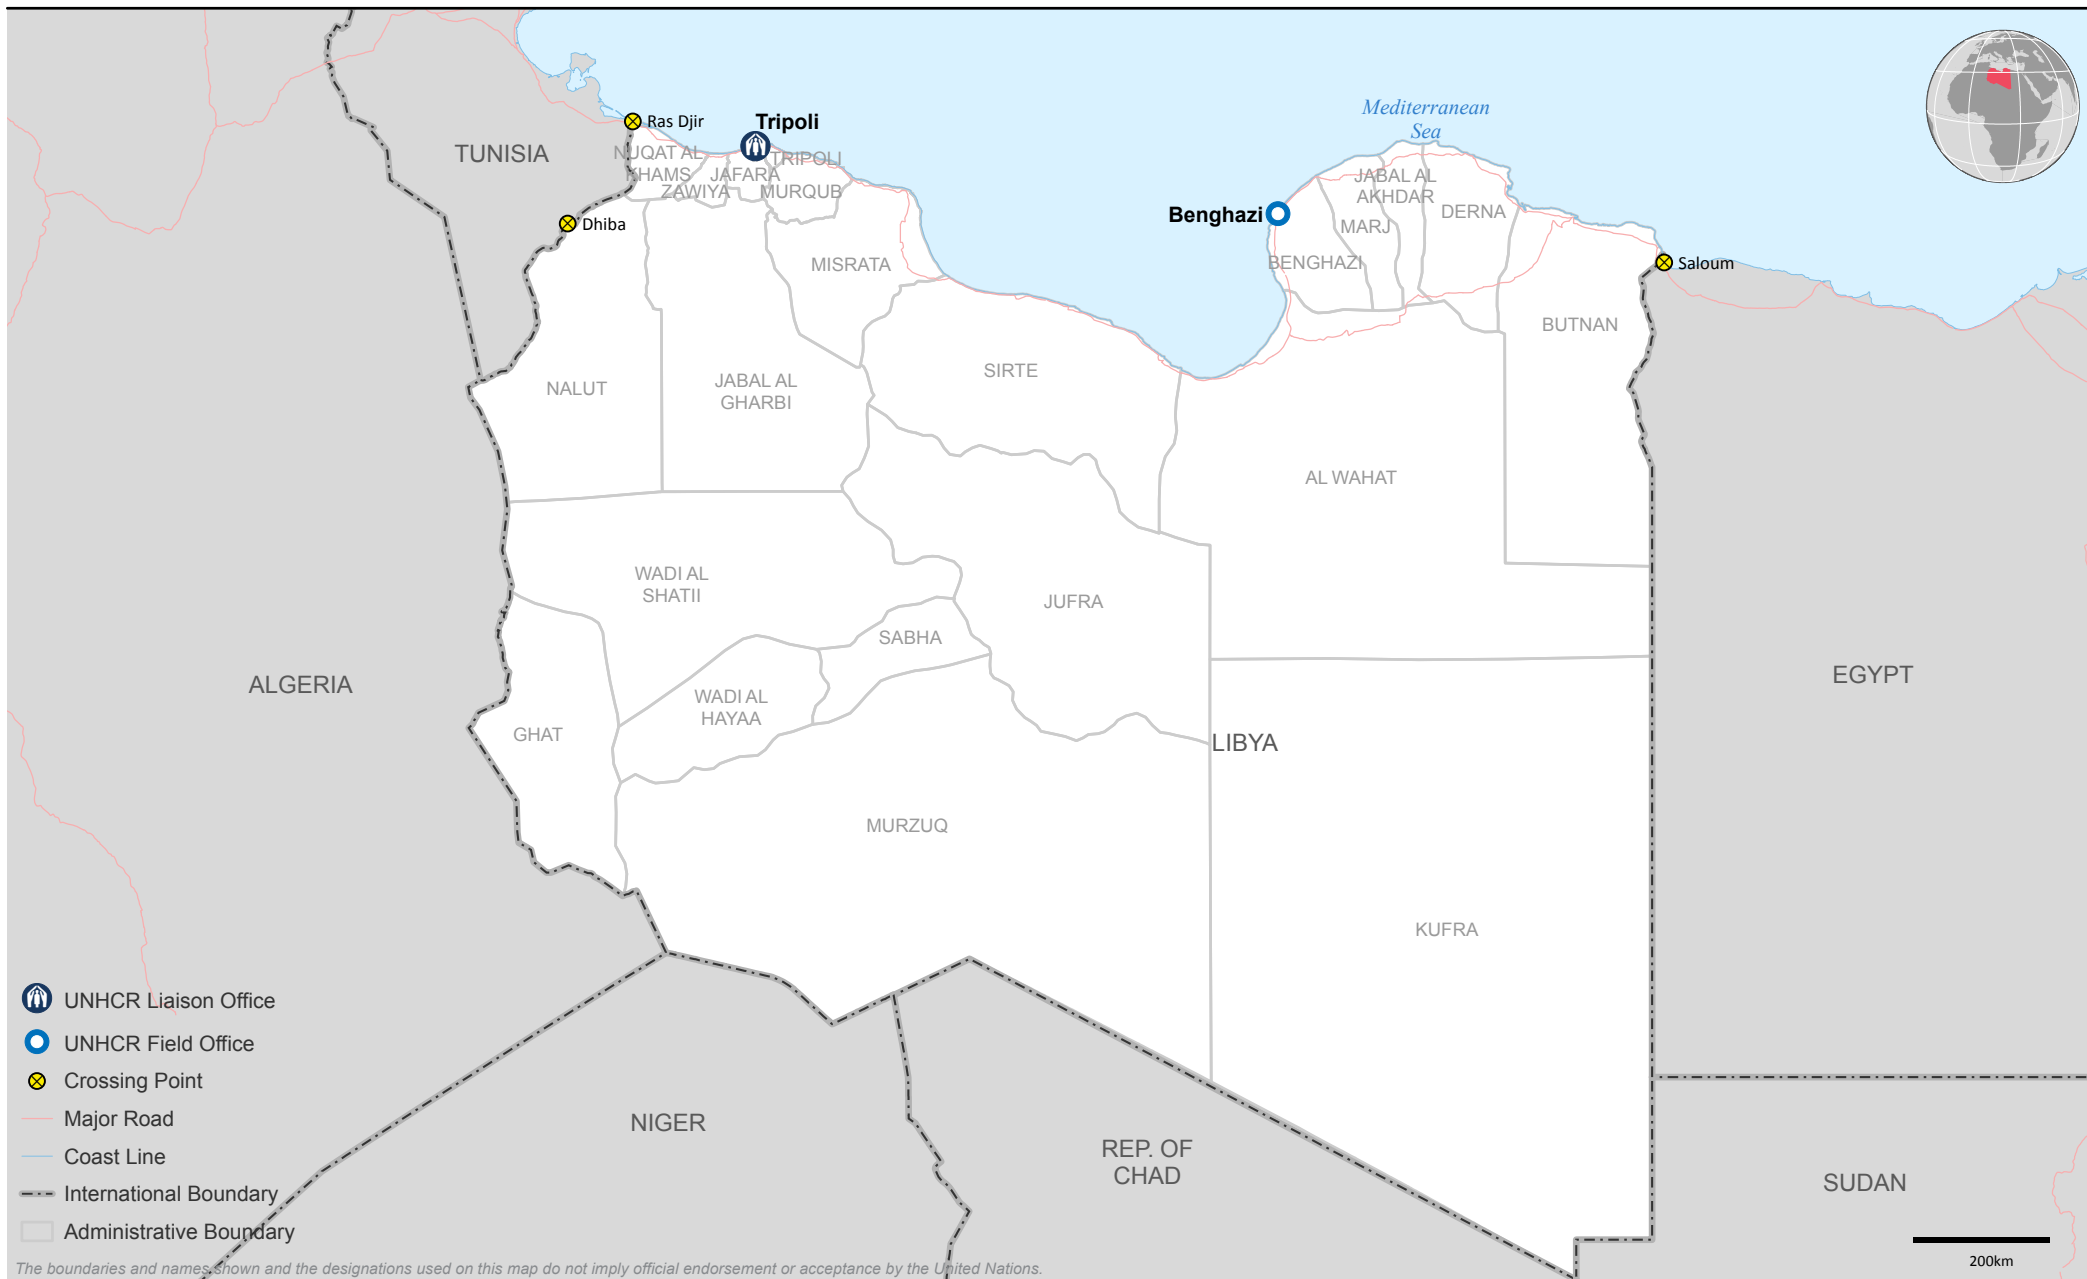 Mediterranean
Sea
Ras Djir
Tripoli
TUNISIA
NUQAT AL
KHAMS
ZAWIYA
JAFARA
TRIPOLI
MURQUB
JABAL AL
AKHDAR
Dhiba
Benghazi
MARJ
DERNA
BENGHAZI
MISRATA
Saloum
BUTNAN
NALUT
JABAL AL
GHARBI
SIRTE
AL WAHAT
WADI AL
SHATII
JUFRA
SABHA
ALGERIA
EGYPT
WADI AL
HAYAA
GHAT
LIBYA
MURZUQ
KUFRA
NIGER
REP. OF
CHAD
SUDAN
UNHCR Liaison Office
UNHCR Field Office
Crossing Point
Major Road
Coast Line
International Boundary
Administrative Boundary
200km
The boundaries and names shown and the designations used on this map do not imply official endorsement or acceptance by the United Nations.